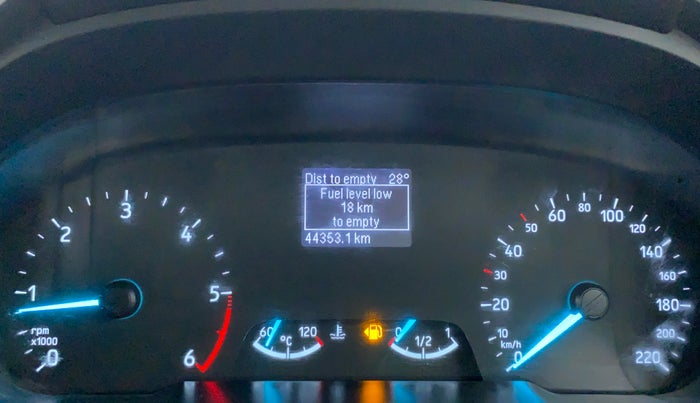 Dist to empty 28°
Fuel level low
18 km
to empty
44353.1 km
0
1
2
3
4
5
6
rpm
x1000
60 120
°C
0 1
1/2
0
10
20
30
40
50
60
80
100
120
140
160
180
200
220
km/h